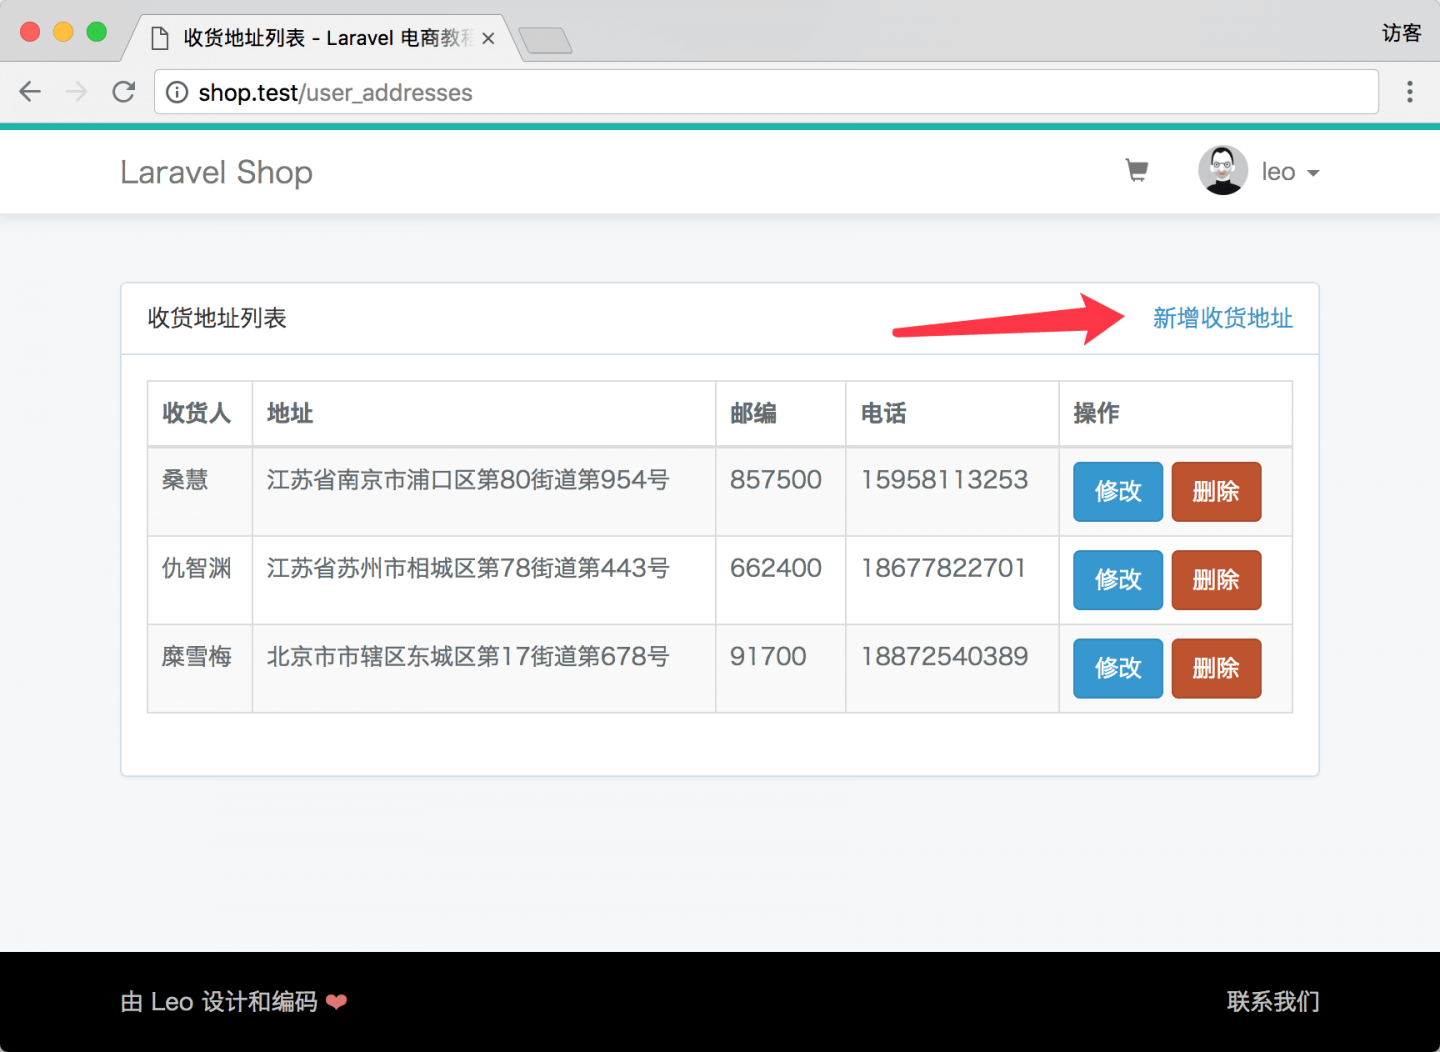 收货地址列表 - Laravel 电商教程
访客
shop.test/user_addresses
Laravel Shop
leo
收货地址列表
新增收货地址
收货人 地址 邮编 电话 操作
桑慧 江苏省南京市浦口区第80街道第954号 857500 15958113253 修改 删除
仇智渊 江苏省苏州市相城区第78街道第443号 662400 18677822701 修改 删除
糜雪梅 北京市市辖区东城区第17街道第678号 91700 18872540389 修改 删除
由 Leo 设计和编码 ❤
联系我们